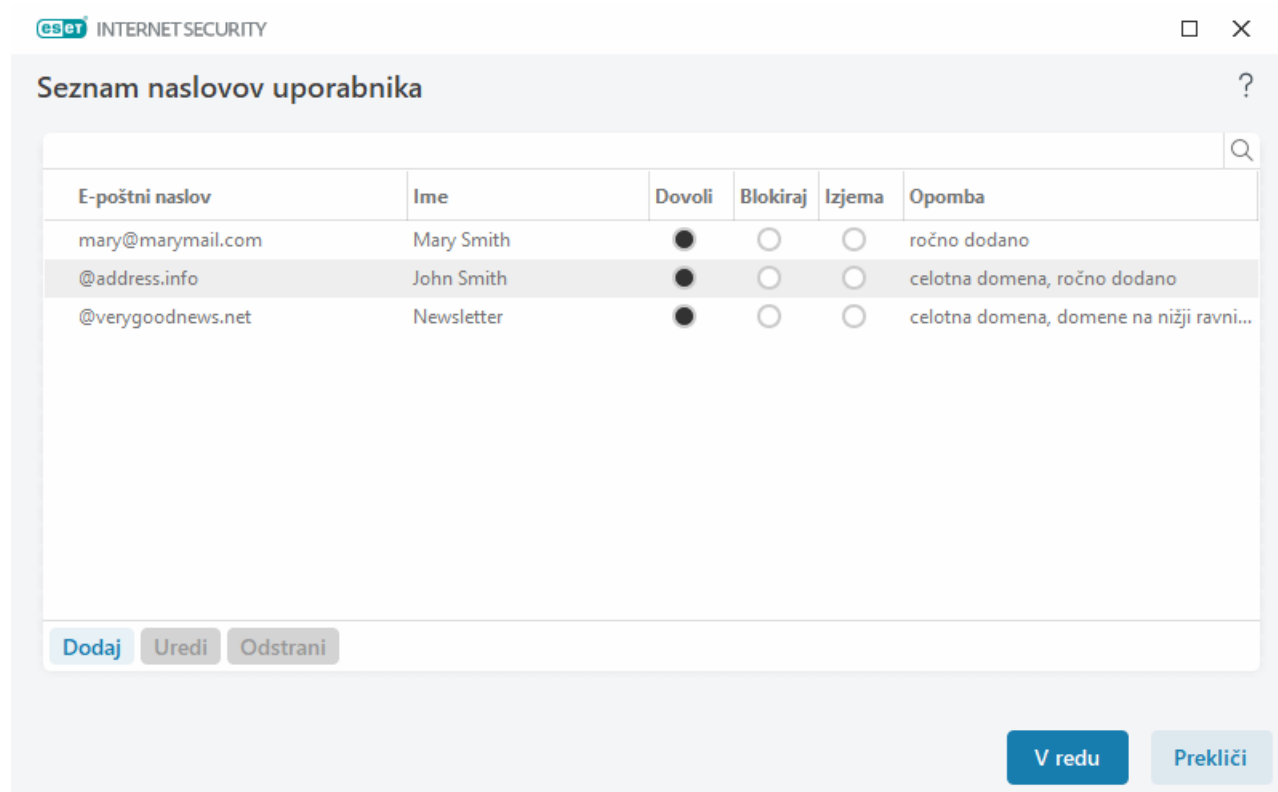 eset INTERNET SECURITY
Seznam naslovov uporabnika ?
E-poštni naslov Ime Dovoli Blokiraj Izjema Opomba
mary@marymail.com Mary Smith ročno dodano
@address.info John Smith celotna domena, ročno dodano
@verygoodnews.net Newsletter celotna domena, domene na nižji ravni...
Dodaj Uredi Odstrani
V redu Prekliči